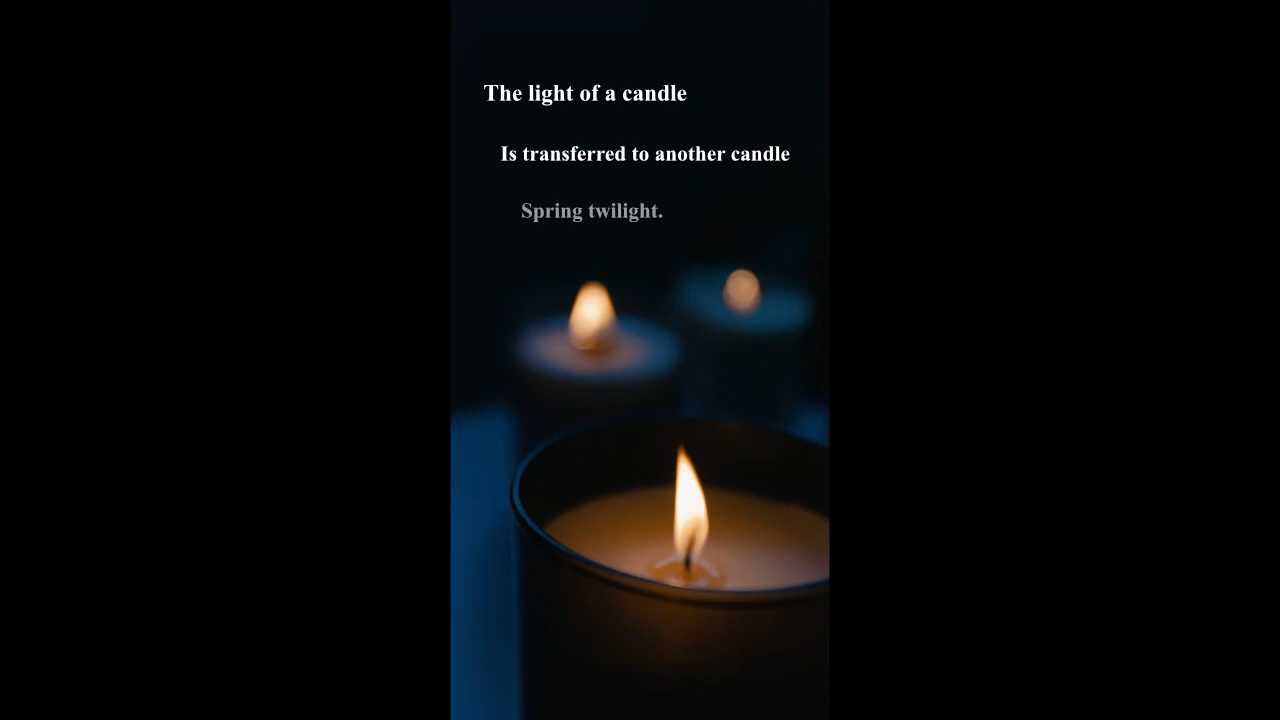 The light of a candle
Is transferred to another candle
Spring twilight.